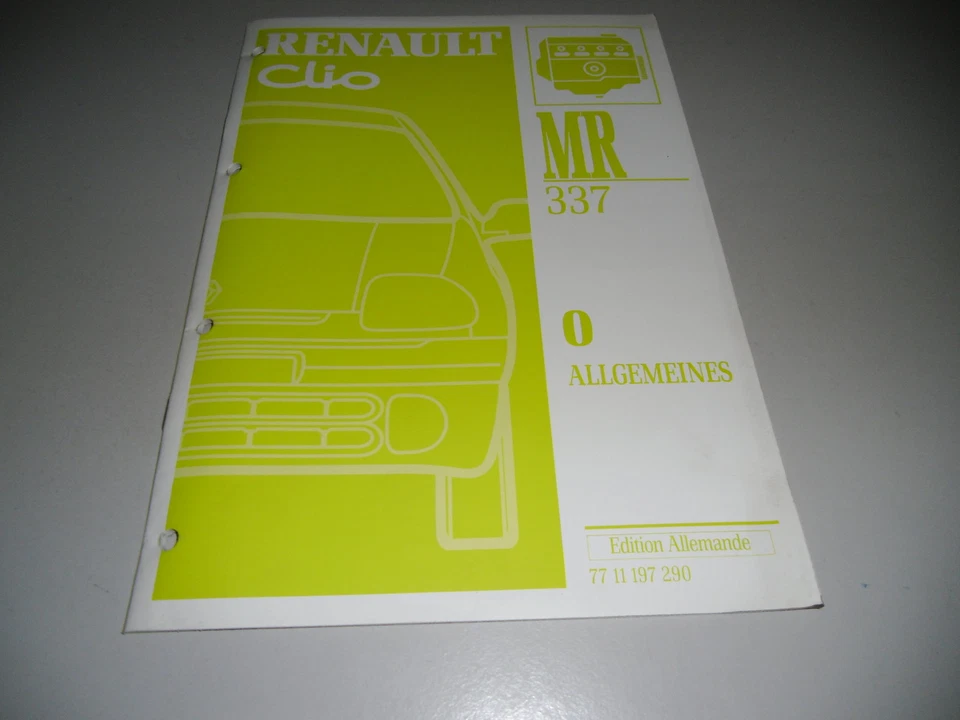 RENAULT
Clio
MR
337
0
ALLGEMEINES
Edition Allemande
77 11 197 290